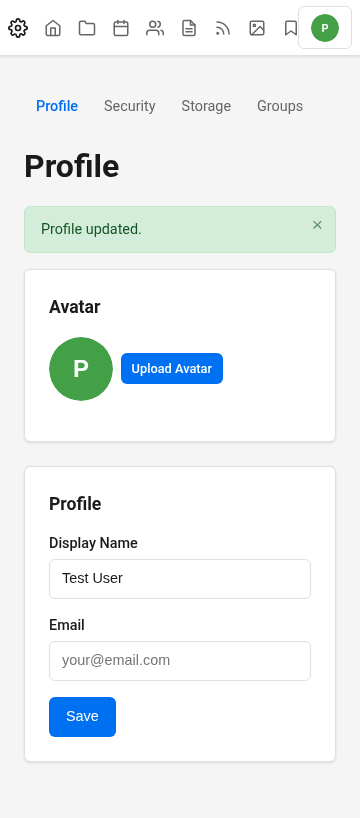 P
Profile Security Storage Groups
Profile
Profile updated.
Avatar
P Upload Avatar
Profile
Display Name
Test User
Email
your@email.com
Save